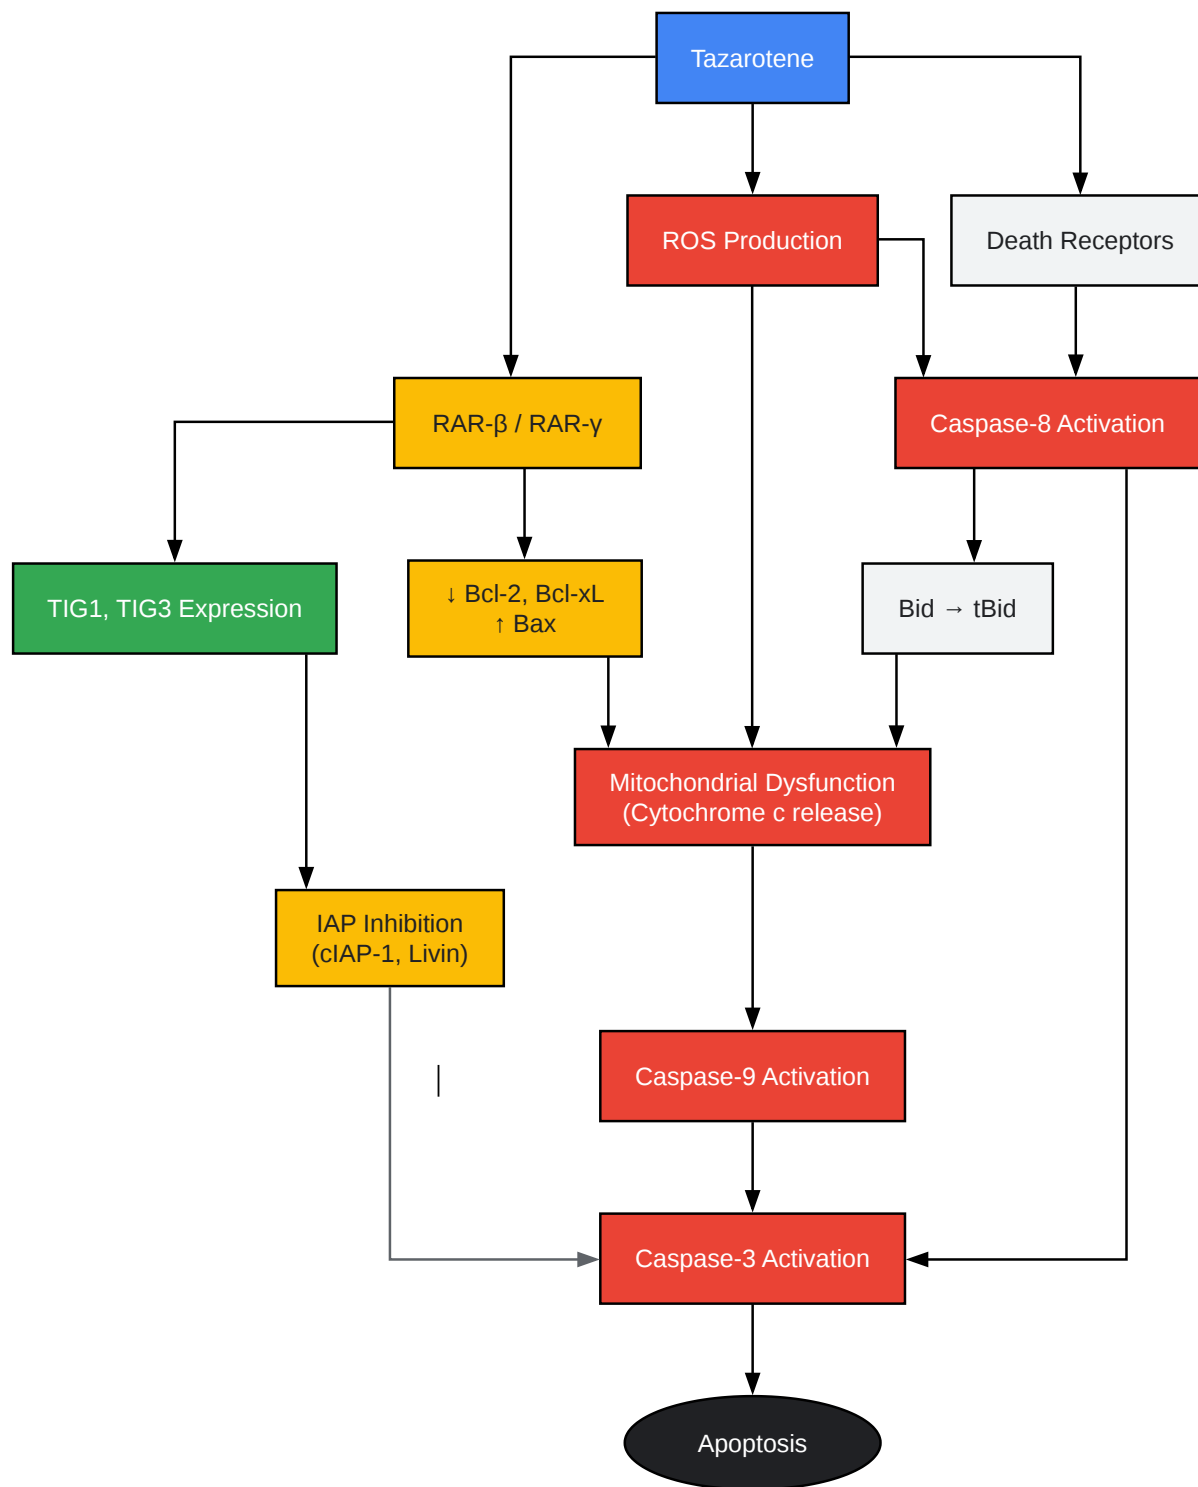 Tazarotene
ROS Production
Death Receptors
RAR-β / RAR-γ
Caspase-8 Activation
TIG1, TIG3 Expression
↓ Bcl-2, Bcl-xL
↑ Bax
Bid → tBid
Mitochondrial Dysfunction
(Cytochrome c release)
IAP Inhibition
(cIAP-1, Livin)
|
Caspase-9 Activation
Caspase-3 Activation
Apoptosis